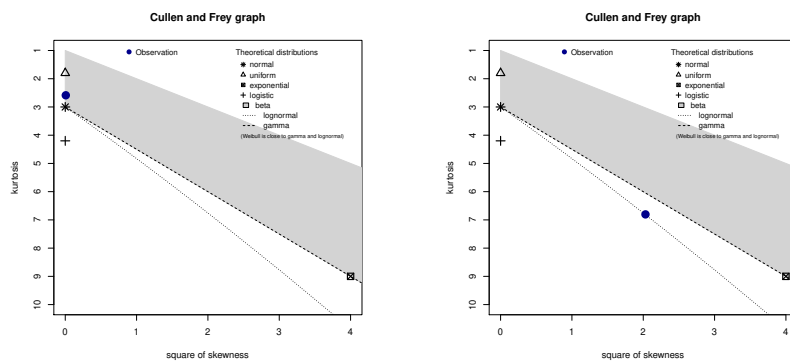 Cullen and Frey graph
Observation
Theoretical distributions
normal
uniform
exponential
logistic
beta
lognormal
gamma
(Weibull is close to gamma and lognormal)
kurtosis
1
2
3
4
5
6
7
8
9
10
0
1
2
3
4
square of skewness
Cullen and Frey graph
Observation
Theoretical distributions
normal
uniform
exponential
logistic
beta
lognormal
gamma
(Weibull is close to gamma and lognormal)
kurtosis
1
2
3
4
5
6
7
8
9
10
0
1
2
3
4
square of skewness